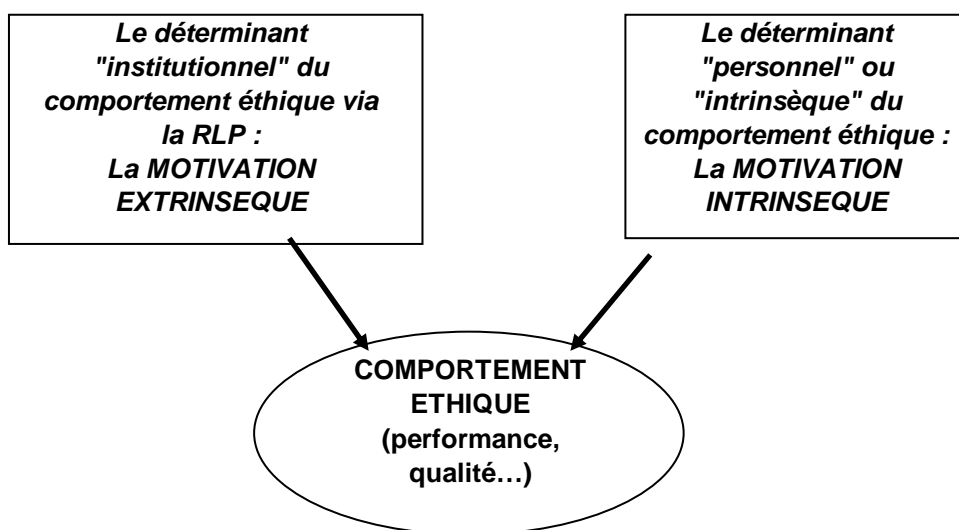 Le déterminant
"institutionnel" du
comportement éthique via
la RLP :
La MOTIVATION
EXTRINSEQUE
Le déterminant
"personnel" ou
"intrinsèque" du
comportement éthique :
La MOTIVATION
INTRINSEQUE
COMPORTEMENT
ETHIQUE
(performance,
qualité…)